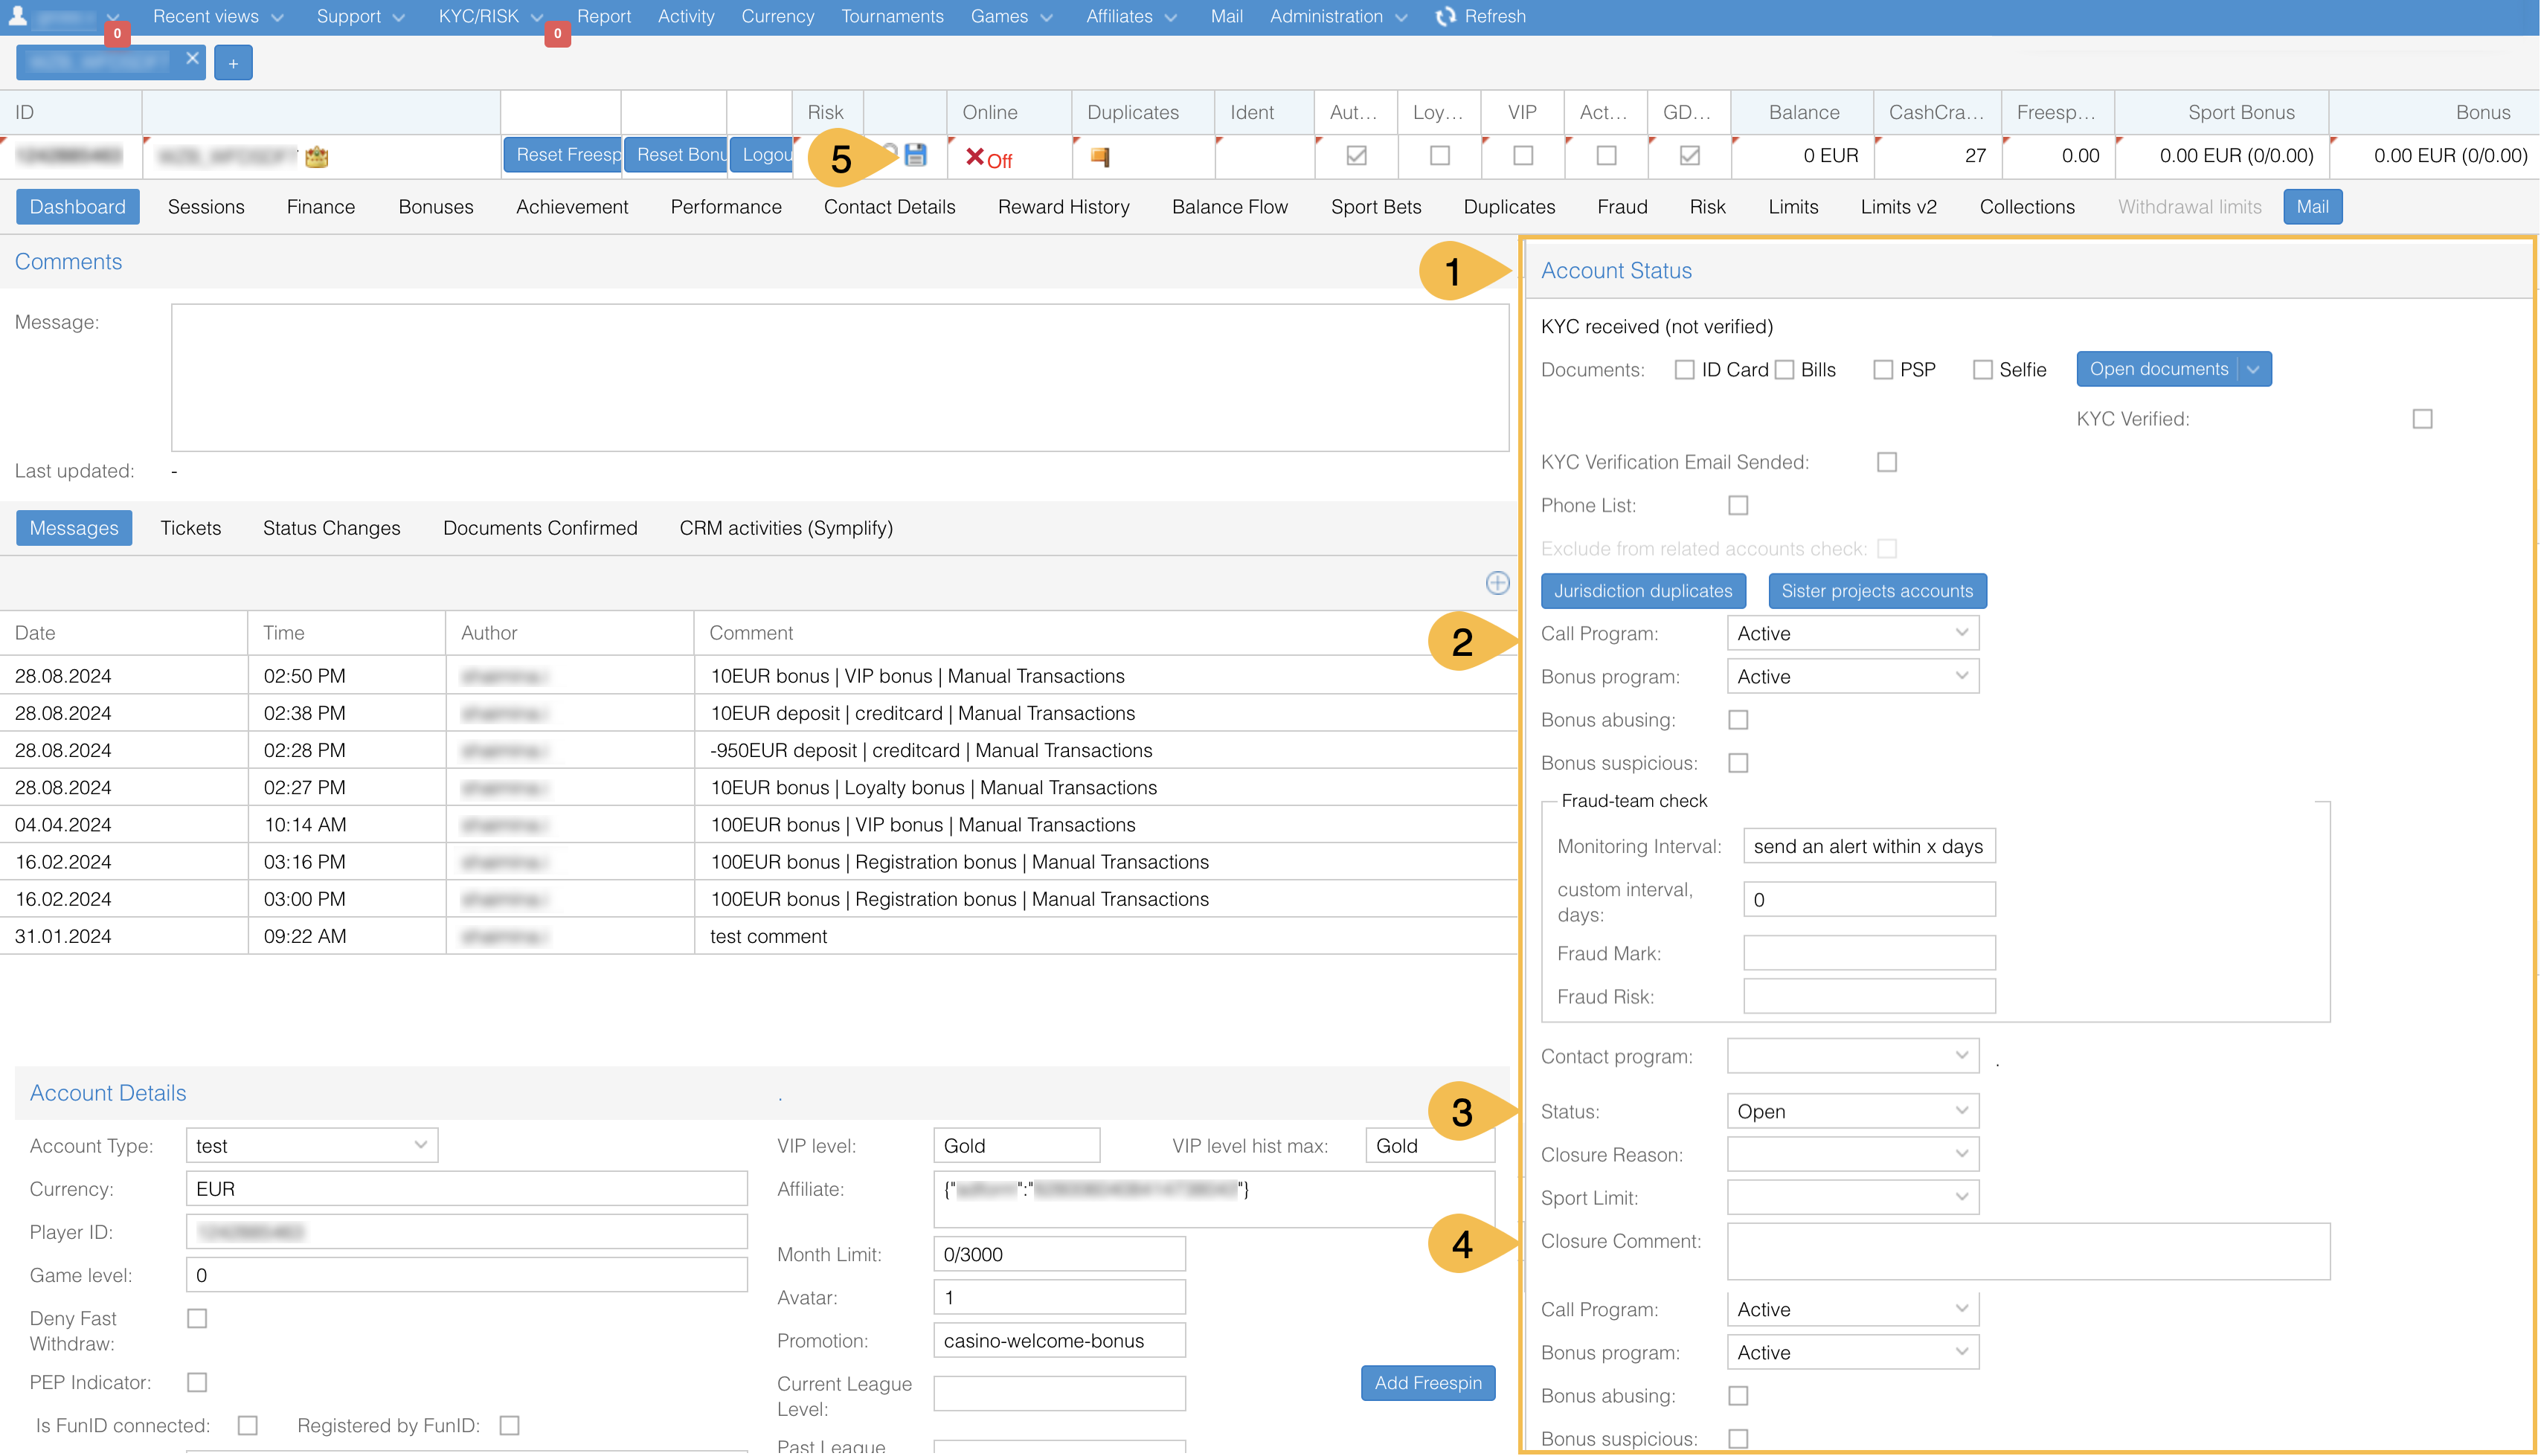 Recent views Support KYC/RISK Report Activity Currency Tournaments Games Affiliates Mail Administration Refresh
0 0
+
ID Risk Online Duplicates Ident Aut... Loy... VIP Act... GD... Balance CashCra... Freesp... Sport Bonus Bonus
Reset Freesp Reset Bonu Logou 5 Off 0 EUR 27 0.00 0.00 EUR (0/0.00) 0.00 EUR (0/0.00)
Dashboard Sessions Finance Bonuses Achievement Performance Contact Details Reward History Balance Flow Sport Bets Duplicates Fraud Risk Limits Limits v2 Collections Withdrawal limits Mail
Comments
Message:
Last updated: -
Messages Tickets Status Changes Documents Confirmed CRM activities (Symplify)
Date Time Author Comment
28.08.2024 02:50 PM 10EUR bonus | VIP bonus | Manual Transactions
28.08.2024 02:38 PM 10EUR deposit | creditcard | Manual Transactions
28.08.2024 02:28 PM -950EUR deposit | creditcard | Manual Transactions
28.08.2024 02:27 PM 10EUR bonus | Loyalty bonus | Manual Transactions
04.04.2024 10:14 AM 100EUR bonus | VIP bonus | Manual Transactions
16.02.2024 03:16 PM 100EUR bonus | Registration bonus | Manual Transactions
16.02.2024 03:00 PM 100EUR bonus | Registration bonus | Manual Transactions
31.01.2024 09:22 AM test comment
Account Details .
Account Type: test
Currency: EUR
Player ID:
Game level: 0
Deny Fast
Withdraw:
PEP Indicator:
Is FunID connected: Registered by FunID:
VIP level: Gold VIP level hist max: Gold
Affiliate: {" ":" "}
Month Limit: 0/3000
Avatar: 1
Promotion: casino-welcome-bonus
Current League
Level:
Add Freespin
Past League
1 Account Status
KYC received (not verified)
Documents: ID Card Bills PSP Selfie Open documents
KYC Verified:
KYC Verification Email Sended:
Phone List:
Exclude from related accounts check:
Jurisdiction duplicates Sister projects accounts
2 Call Program: Active
Bonus program: Active
Bonus abusing:
Bonus suspicious:
Fraud-team check
Monitoring Interval: send an alert within x days
custom interval,
days: 0
Fraud Mark:
Fraud Risk:
Contact program: .
3 Status: Open
Closure Reason:
Sport Limit:
4 Closure Comment:
Call Program: Active
Bonus program: Active
Bonus abusing:
Bonus suspicious: